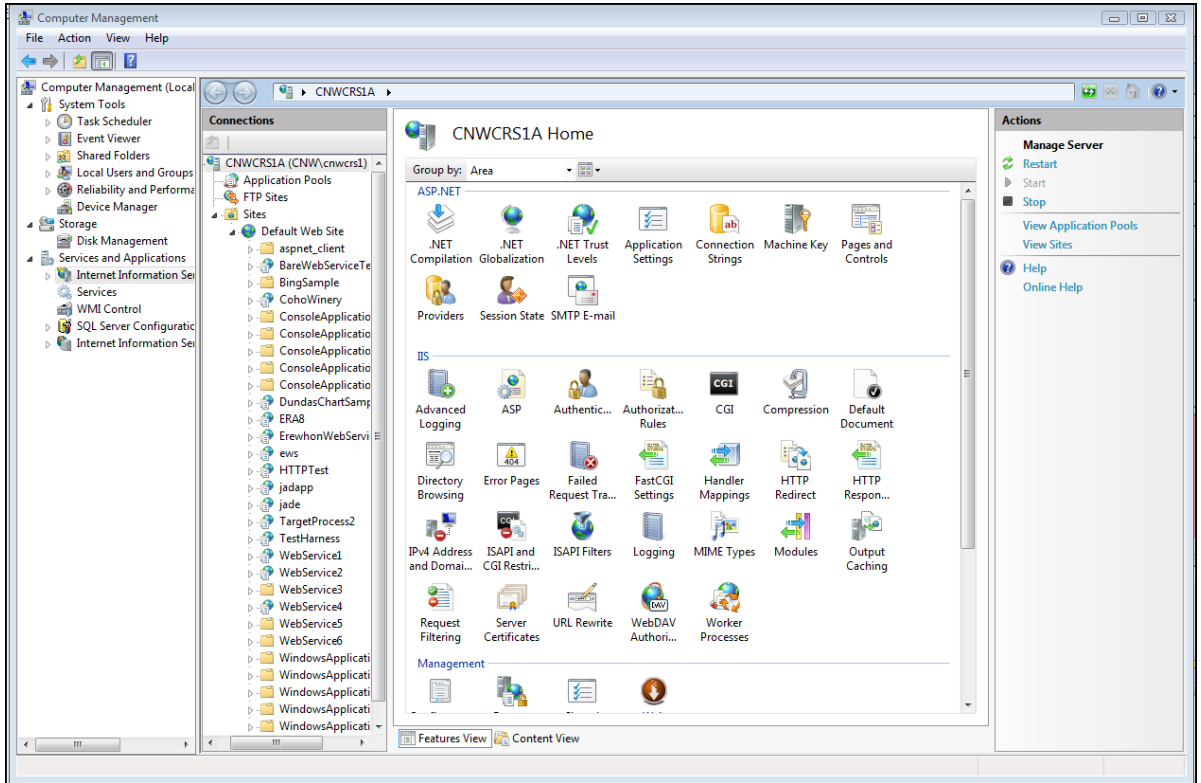 Computer Management
File Action View Help
Computer Management (Local
System Tools
Task Scheduler
Event Viewer
Shared Folders
Local Users and Groups
Reliability and Performa
Device Manager
Storage
Disk Management
Services and Applications
Internet Information Ser
Services
WMI Control
SQL Server Configuratic
Internet Information Ser
CNWCRS1A
Connections
CNWCRS1A (CNW\cnwcrs1)
Application Pools
FTP Sites
Sites
Default Web Site
aspnet_client
BareWebServiceTe
BingSample
CohoWinery
ConsoleApplicatio
ConsoleApplicatio
ConsoleApplicatio
ConsoleApplicatio
ConsoleApplicatio
DundasChartSamp
ERA8
ErewhonWebServi
ews
HTTPTest
jadapp
jade
TargetProcess2
TestHarness
WebService1
WebService2
WebService3
WebService4
WebService5
WebService6
WindowsApplicati
WindowsApplicati
WindowsApplicati
WindowsApplicati
WindowsApplicati
CNWCRS1A Home
Group by: Area
ASP.NET
.NET Compilation
.NET Globalization
.NET Trust Levels
Application Settings
Connection Strings
ab
Machine Key
Pages and Controls
Providers
Session State
SMTP E-mail
IIS
Advanced Logging
ASP
Authentic...
Authorizat... Rules
CGI
CGI
Compression
Default Document
Directory Browsing
404
Error Pages
Failed Request Tra...
FastCGI Settings
Handler Mappings
HTTP Redirect
HTTP Respon...
IPv4 Address and Domai...
ISAPI and CGI Restri...
ISAPI Filters
Logging
MIME Types
Modules
Output Caching
Request Filtering
Server Certificates
URL Rewrite
DAV
WebDAV Authori...
Worker Processes
Management
Features View
Content View
Actions
Manage Server
Restart
Start
Stop
View Application Pools
View Sites
Help
Online Help